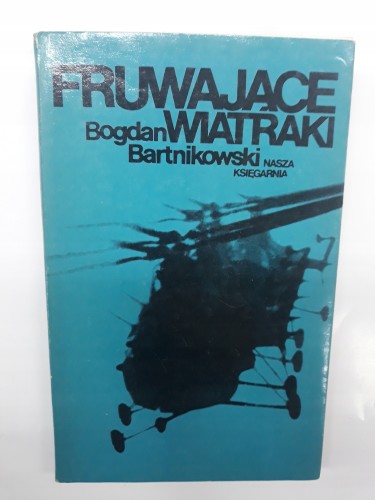 FRUWAJĄCE
Bogdan WIATRAKI
Bartnikowski NASZA
KSIĘGARNIA